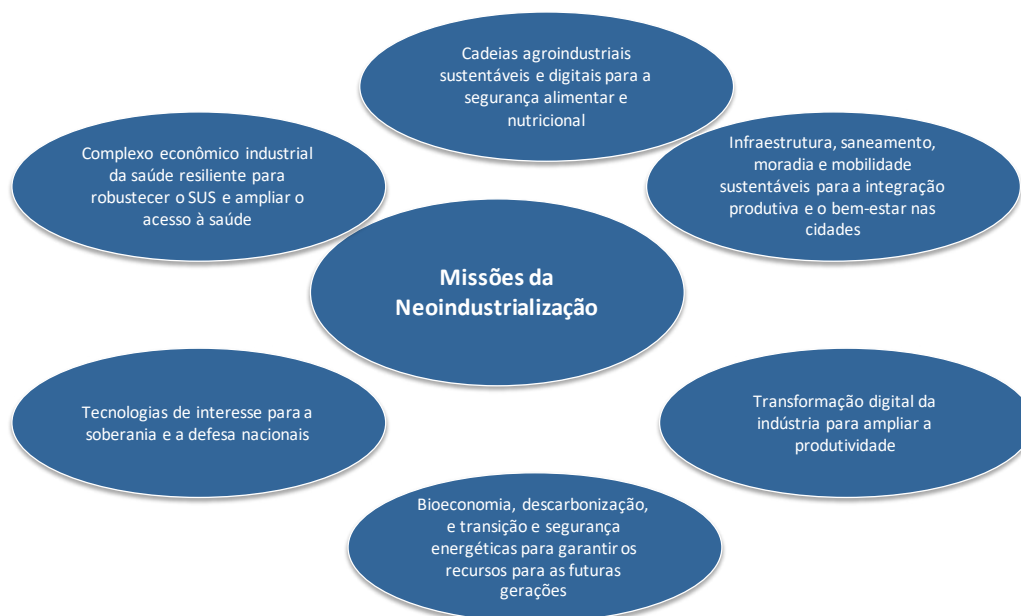 Cadeias agroindustriais
sustentáveis e digitais para a
segurança alimentar e
nutricional
Complexo econômico industrial
da saúde resiliente para
robustecer o SUS e ampliar o
acesso à saúde
Infraestrutura, saneamento,
moradia e mobilidade
sustentáveis para a integração
produtiva e o bem-estar nas
cidades
Missões da
Neoindustrialização
Tecnologias de interesse para a
soberania e a defesa nacionais
Transformação digital da
indústria para ampliar a
produtividade
Bioeconomia, descarbonização,
e transição e segurança
energéticas para garantir os
recursos para as futuras
gerações